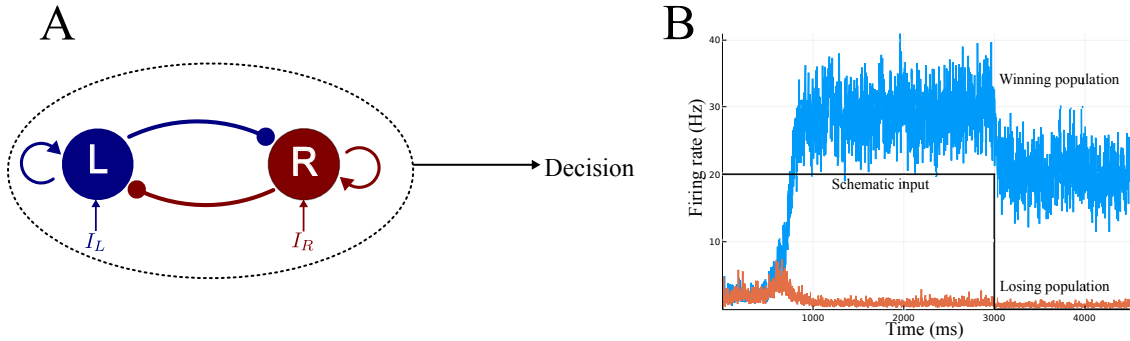 A
L
R
I_L
I_R
Decision
B
Firing rate (Hz)
40
30
20
10
Winning population
Schematic input
Losing population
1000
2000
3000
4000
Time (ms)